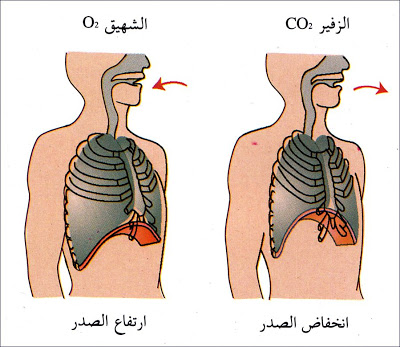 الزفير CO₂
الشهيق O₂
انخفاض الصدر
ارتفاع الصدر